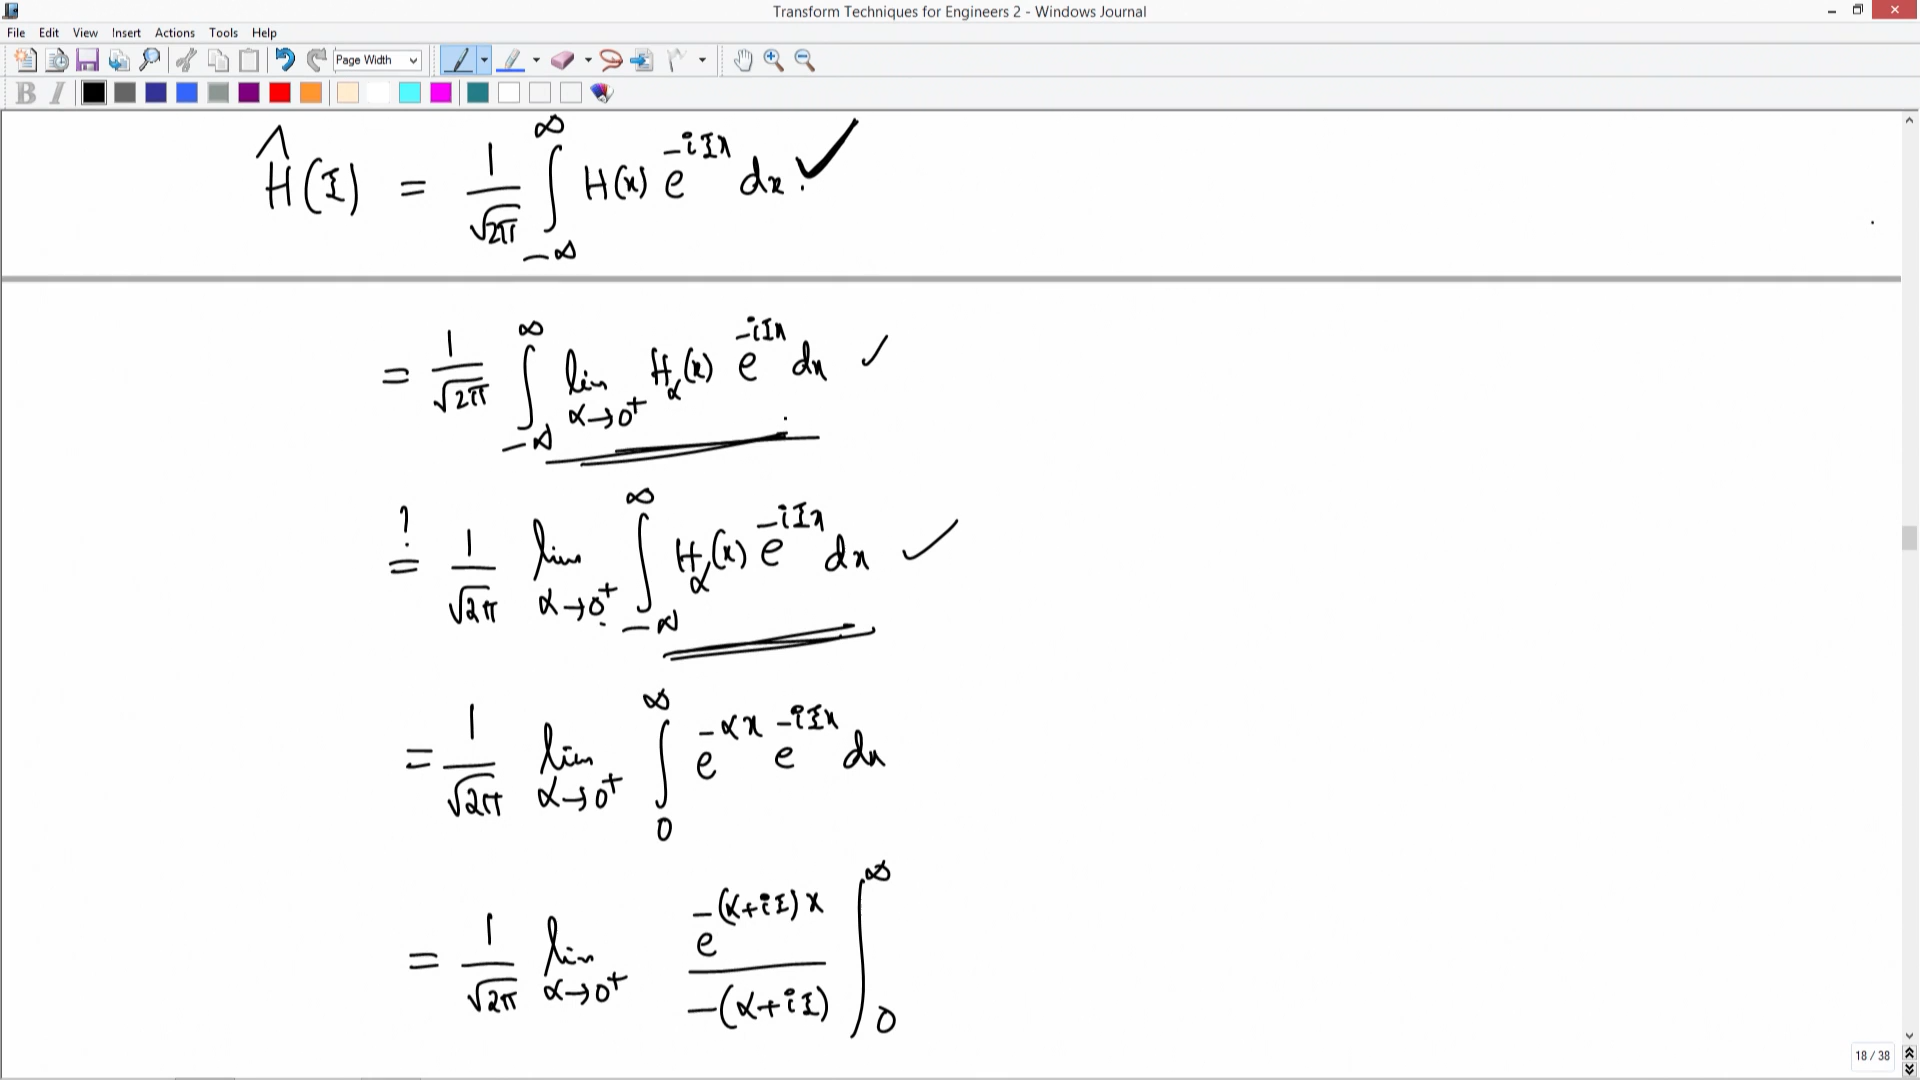 Transform Techniques for Engineers 2 - Windows Journal
File Edit View Insert Actions Tools Help
Page Width
B I
Ĥ(ξ) = 1/√2π ∫_{-∞}^{∞} H(x) e^{-iξx} dx.✓
= 1/√2π ∫_{-∞}^{∞} lim_{α→0⁺} H_α(x) e^{-iξx} dx ✓
?= 1/√2π lim_{α→0⁺} ∫_{-∞}^{∞} H_α(x) e^{-iξx} dx ✓
= 1/√2π lim_{α→0⁺} ∫_{0}^{∞} e^{-αx} e^{-iξx} dx
= 1/√2π lim_{α→0⁺} e^{-(α+iξ)x} / -(α+iξ) |_{0}^{∞}
18 / 38